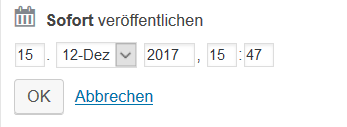 Sofort veröffentlichen
15 . 12-Dez 2017 , 15 : 47
OK Abbrechen